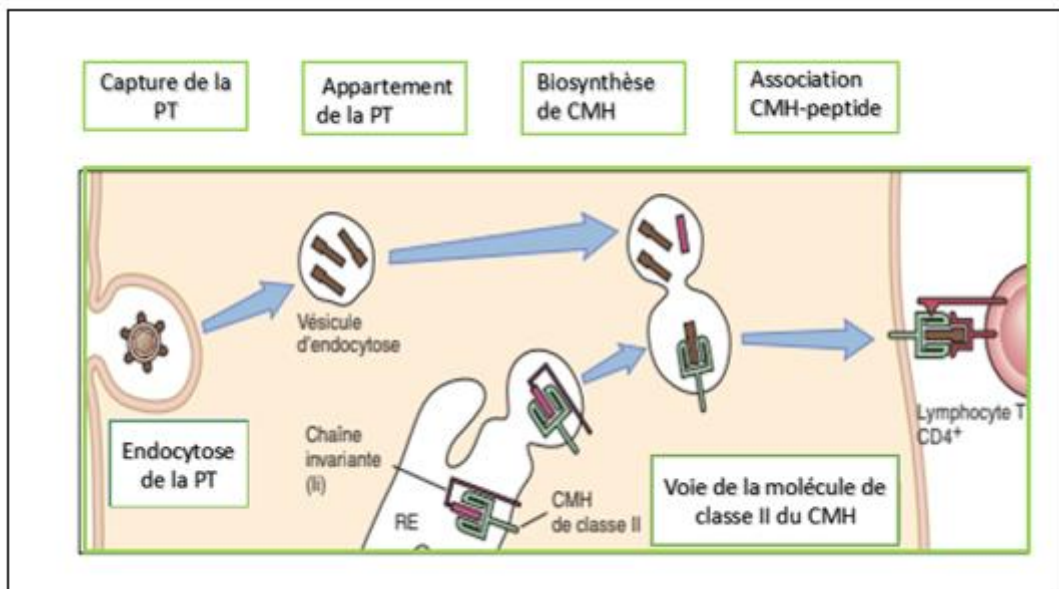 Capture de la
PT
Appartement
de la PT
Biosynthèse
de CMH
Association
CMH-peptide
Vésicule
d'endocytose
Endocytose
de la PT
Chaîne
invariante
(Ii)
RE
CMH
de classe II
Lymphocyte T
CD4⁺
Voie de la molécule de
classe II du CMH